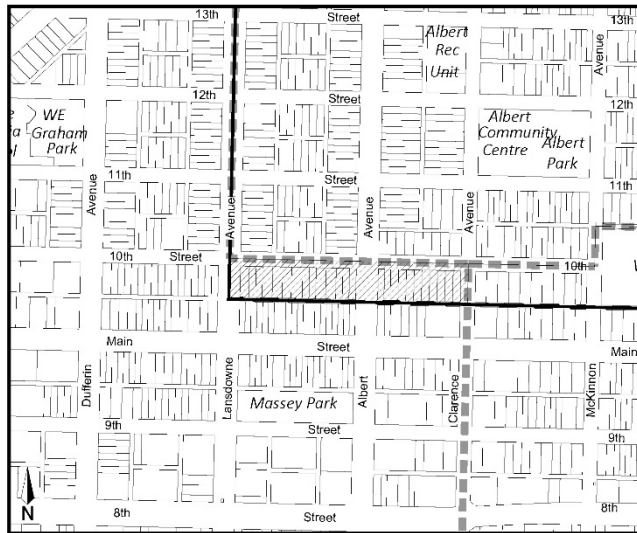 13th
Street
13th
Albert
Rec
Unit
Avenue
12th
Street
12th
WE
Graham
Park
Albert
Community
Centre
Albert
Park
11th
Street
11th
Avenue
Avenue
Avenue
Avenue
10th
Street
10th
Main
Street
Main
Dufferin
Lansdowne
Massey Park
Albert
Clarence
McKinnon
9th
Street
9th
N
8th
Street
8th